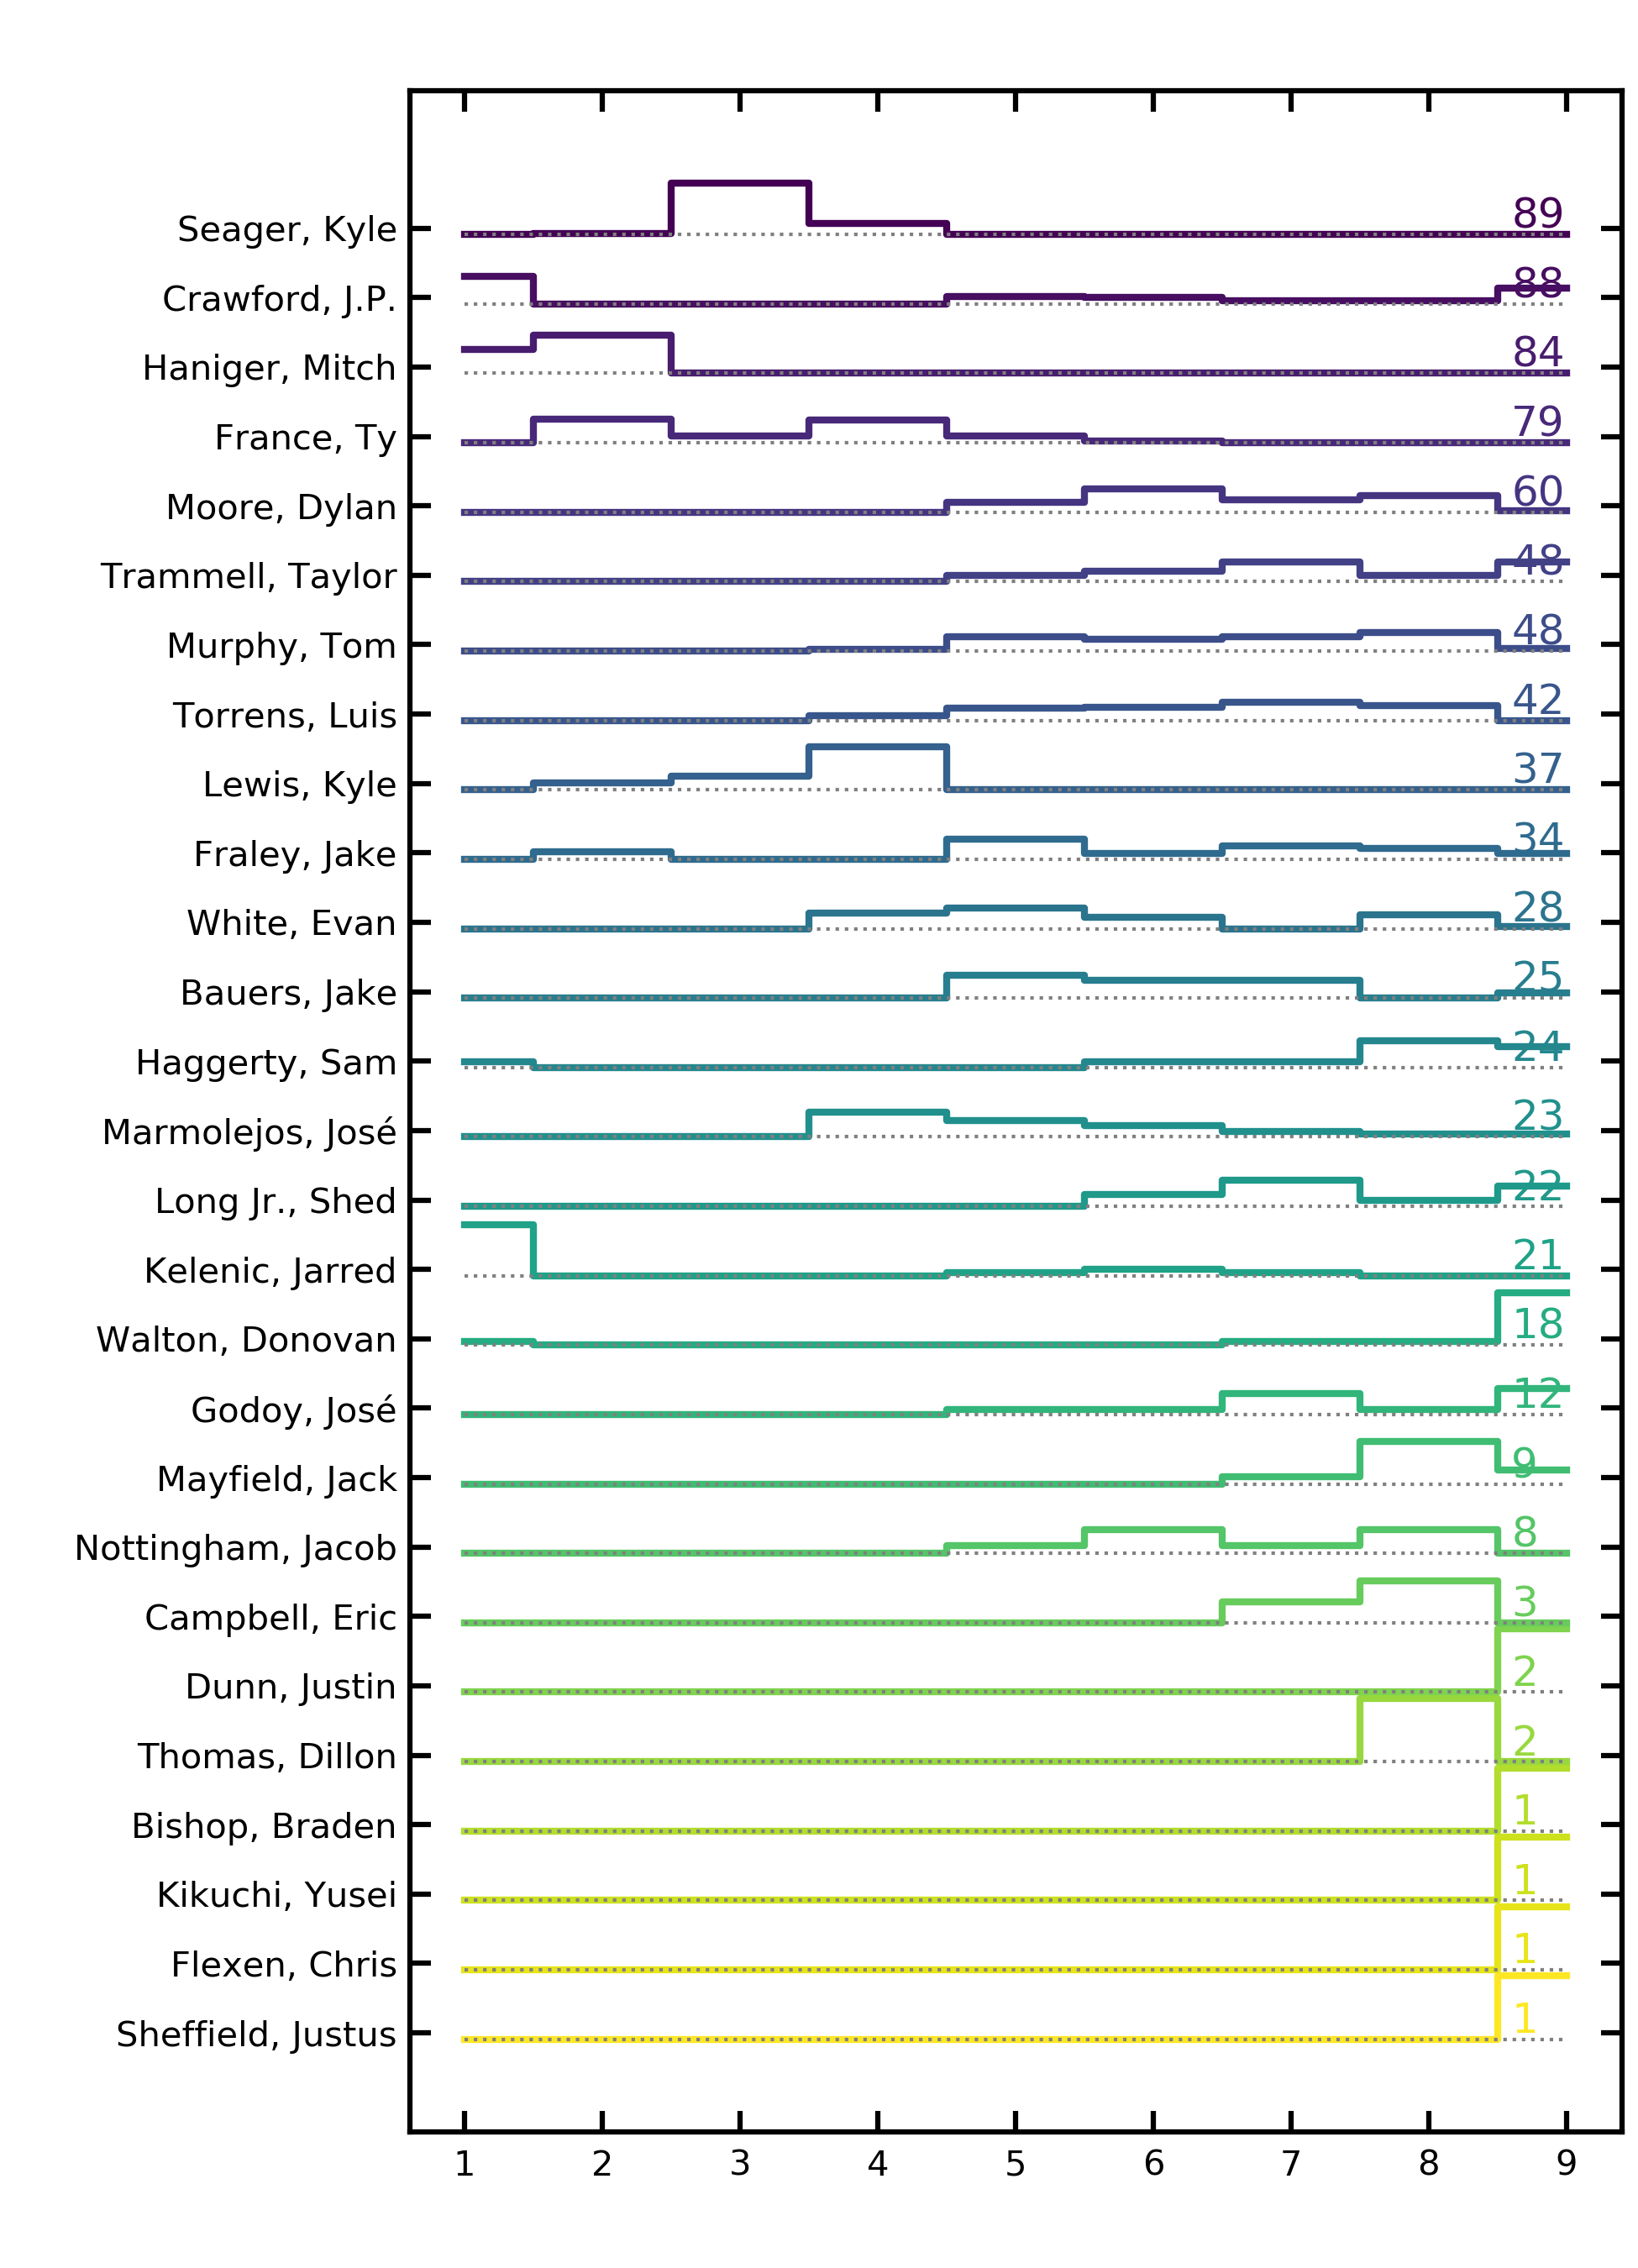 Seager, Kyle 89
Crawford, J.P. 88
Haniger, Mitch 84
France, Ty 79
Moore, Dylan 60
Trammell, Taylor 48
Murphy, Tom 48
Torrens, Luis 42
Lewis, Kyle 37
Fraley, Jake 34
White, Evan 28
Bauers, Jake 25
Haggerty, Sam 24
Marmolejos, José 23
Long Jr., Shed 22
Kelenic, Jarred 21
Walton, Donovan 18
Godoy, José 12
Mayfield, Jack 9
Nottingham, Jacob 8
Campbell, Eric 3
Dunn, Justin 2
Thomas, Dillon 2
Bishop, Braden 1
Kikuchi, Yusei 1
Flexen, Chris 1
Sheffield, Justus 1
1 2 3 4 5 6 7 8 9